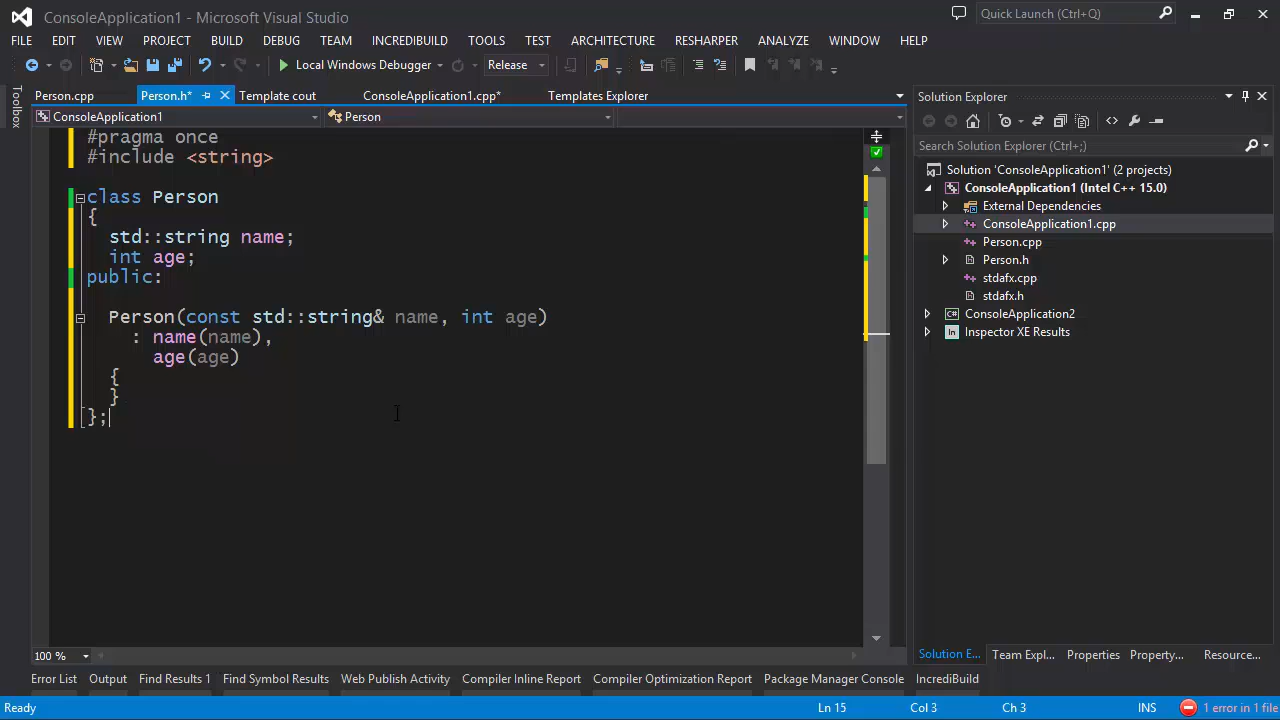 ConsoleApplication1 - Microsoft Visual Studio
Quick Launch (Ctrl+Q)
FILE EDIT VIEW PROJECT BUILD DEBUG TEAM INCREDIBUILD TOOLS TEST ARCHITECTURE RESHARPER ANALYZE WINDOW HELP
Local Windows Debugger Release
Toolbox
Person.cpp Person.h* Template cout ConsoleApplication1.cpp* Templates Explorer
ConsoleApplication1 Person
#pragma once
#include <string>
class Person
{
std::string name;
int age;
public:
Person(const std::string& name, int age)
: name(name),
age(age)
{
}
};
100 %
Solution Explorer
Search Solution Explorer (Ctrl+;)
Solution 'ConsoleApplication1' (2 projects)
ConsoleApplication1 (Intel C++ 15.0)
External Dependencies
ConsoleApplication1.cpp
Person.cpp
Person.h
stdafx.cpp
stdafx.h
C# ConsoleApplication2
In Inspector XE Results
Solution E... Team Expl... Properties Property... Resource...
Error List Output Find Results 1 Find Symbol Results Web Publish Activity Compiler Inline Report Compiler Optimization Report Package Manager Console IncrediBuild
Ready Ln 15 Col 3 Ch 3 INS 1 error in 1 file